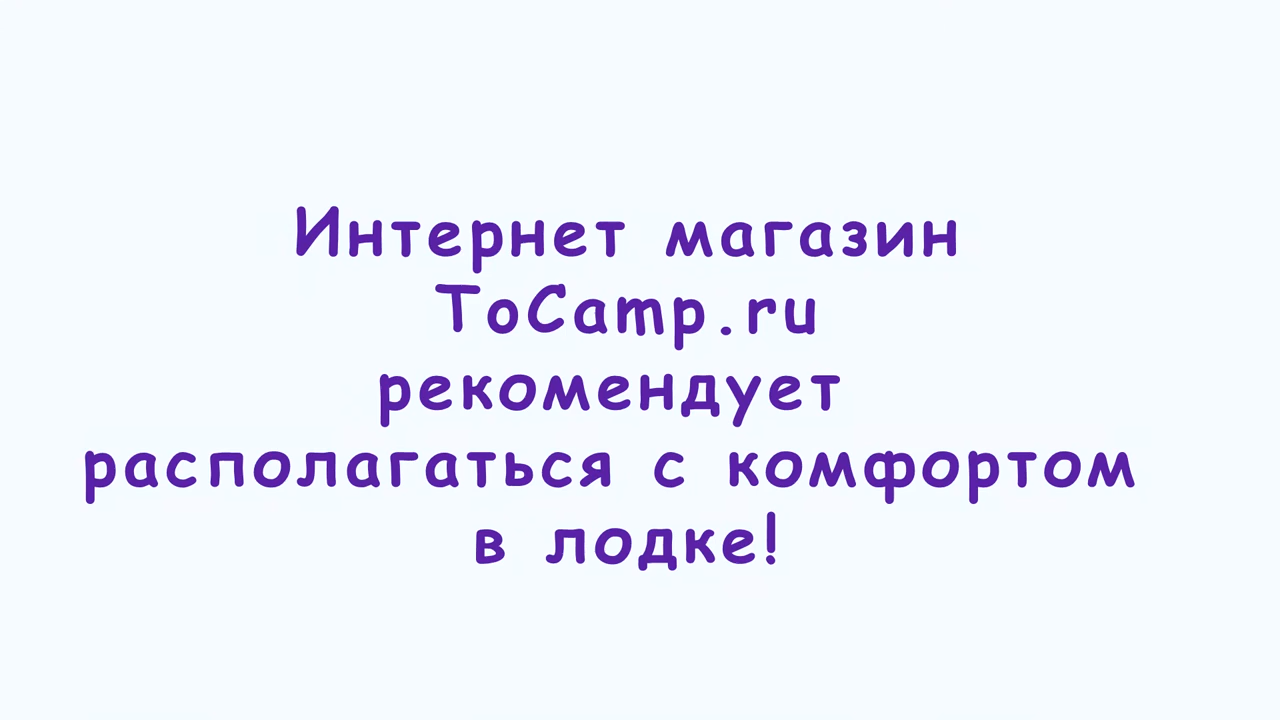 Интернет магазин
ToCamp.ru
рекомендует
располагаться с комфортом
в лодке!